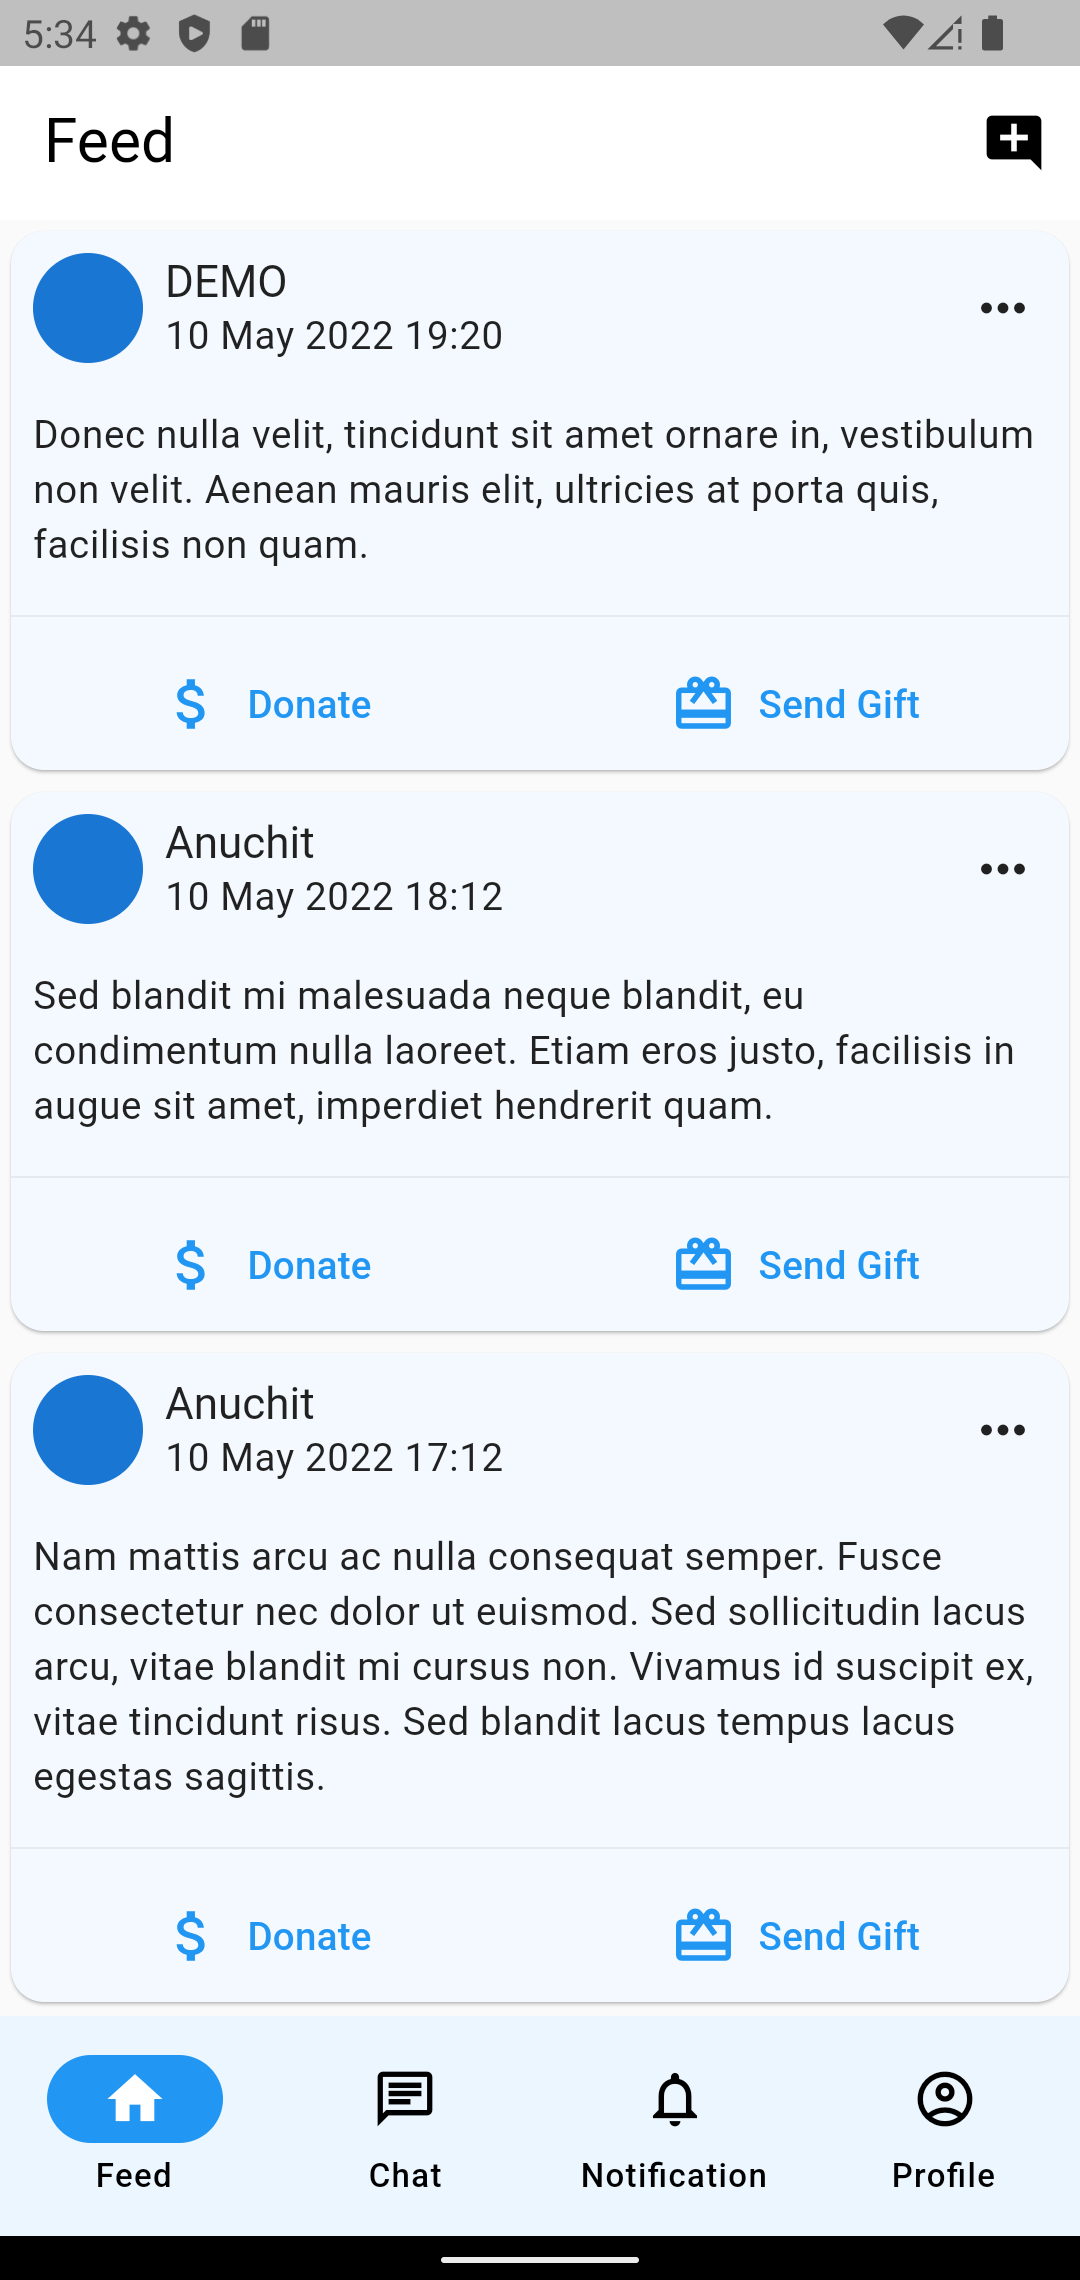 5:34
Feed
DEMO
10 May 2022 19:20
Donec nulla velit, tincidunt sit amet ornare in, vestibulum
non velit. Aenean mauris elit, ultricies at porta quis,
facilisis non quam.
Donate
Send Gift
Anuchit
10 May 2022 18:12
Sed blandit mi malesuada neque blandit, eu
condimentum nulla laoreet. Etiam eros justo, facilisis in
augue sit amet, imperdiet hendrerit quam.
Donate
Send Gift
Anuchit
10 May 2022 17:12
Nam mattis arcu ac nulla consequat semper. Fusce
consectetur nec dolor ut euismod. Sed sollicitudin lacus
arcu, vitae blandit mi cursus non. Vivamus id suscipit ex,
vitae tincidunt risus. Sed blandit lacus tempus lacus
egestas sagittis.
Donate
Send Gift
Feed
Chat
Notification
Profile